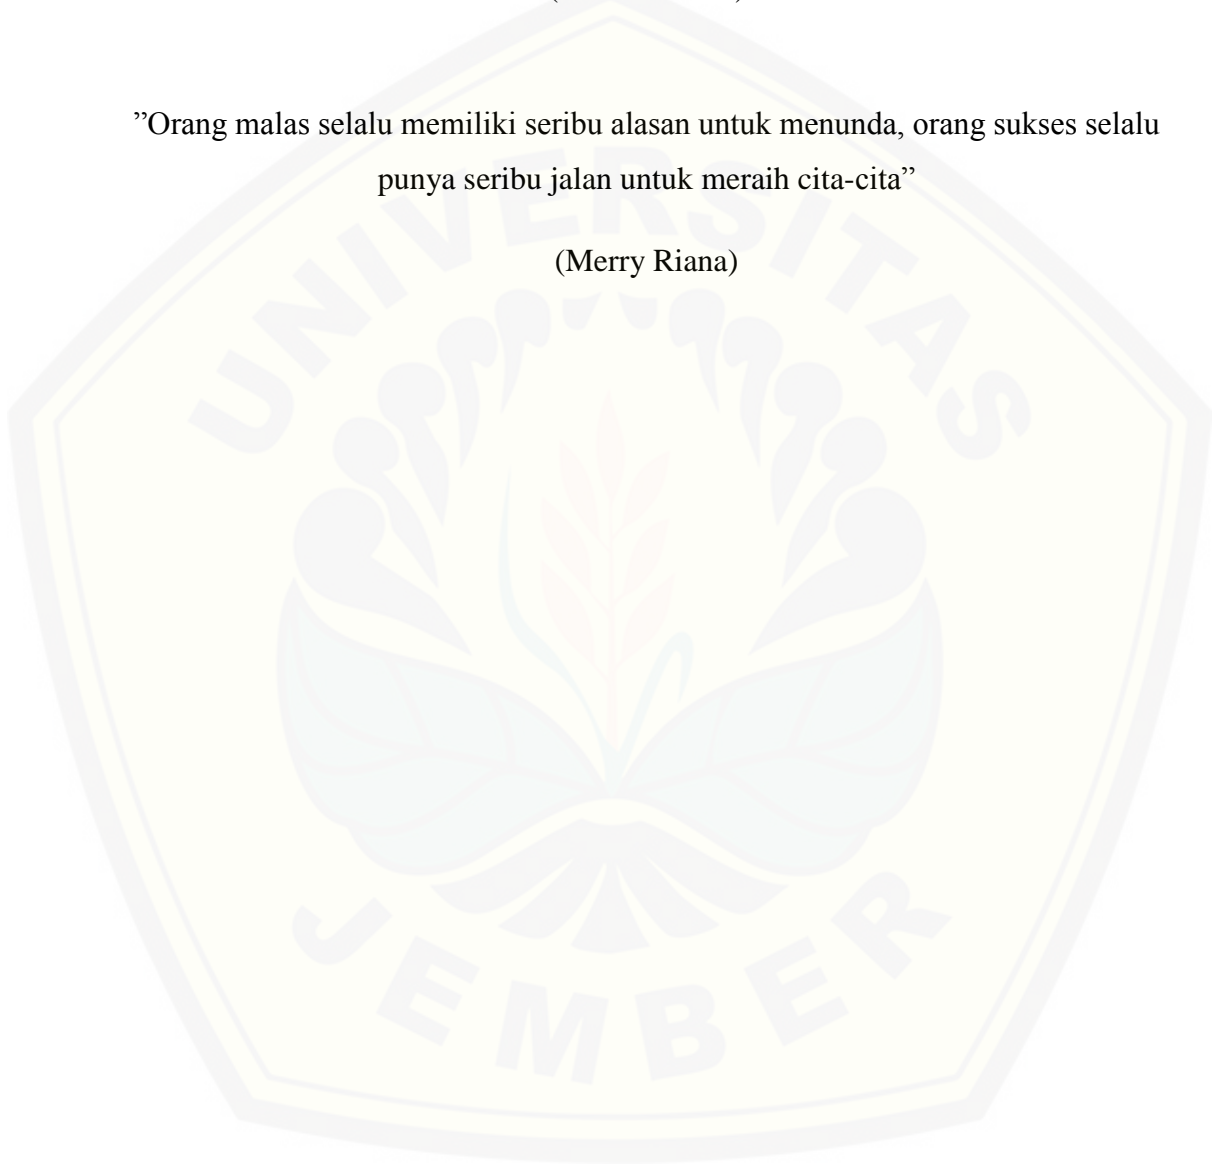 ”Orang malas selalu memiliki seribu alasan untuk menunda, orang sukses selalu
punya seribu jalan untuk meraih cita-cita”
(Merry Riana)
UNIVERSITAS
JEMBER